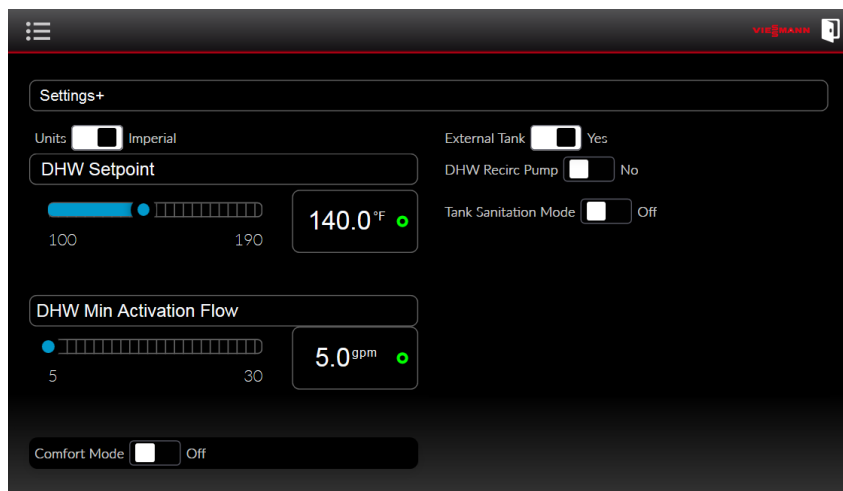 VIESMANN
Settings+
Units Imperial
External Tank Yes
DHW Setpoint
DHW Recirc Pump No
140.0°F
100 190
Tank Sanitation Mode Off
DHW Min Activation Flow
5.0gpm
5 30
Comfort Mode Off